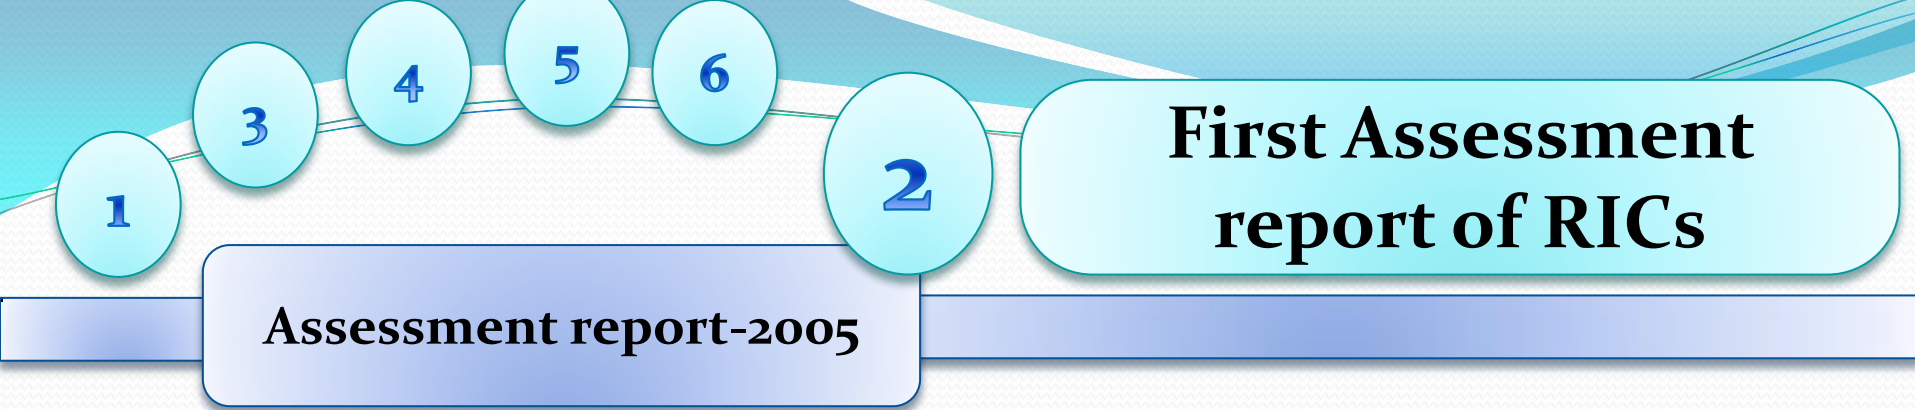 1
3
4
5
6
2
First Assessment
report of RICs
Assessment report-2005